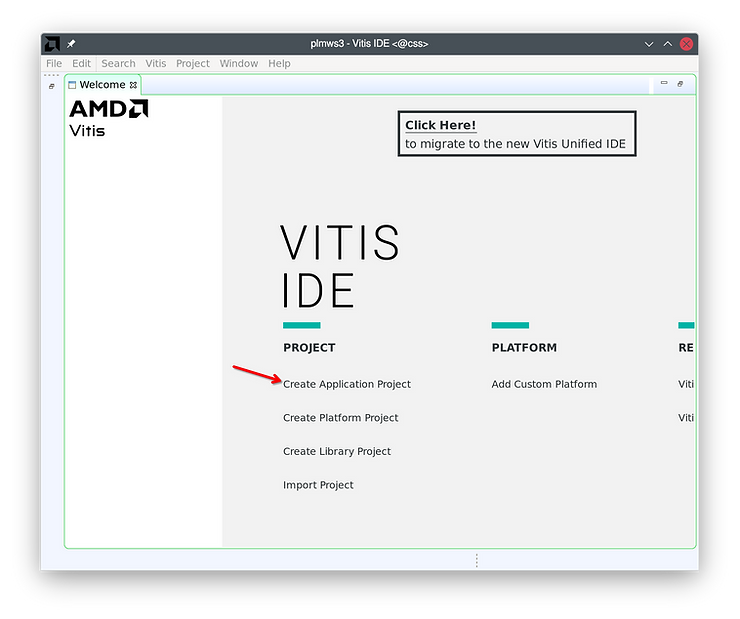 plmws3 - Vitis IDE <@css>
File Edit Search Vitis Project Window Help
Welcome
AMD
Vitis
Click Here!
to migrate to the new Vitis Unified IDE
VITIS
IDE
PROJECT
Create Application Project
Create Platform Project
Create Library Project
Import Project
PLATFORM
Add Custom Platform
RE
Viti
Viti